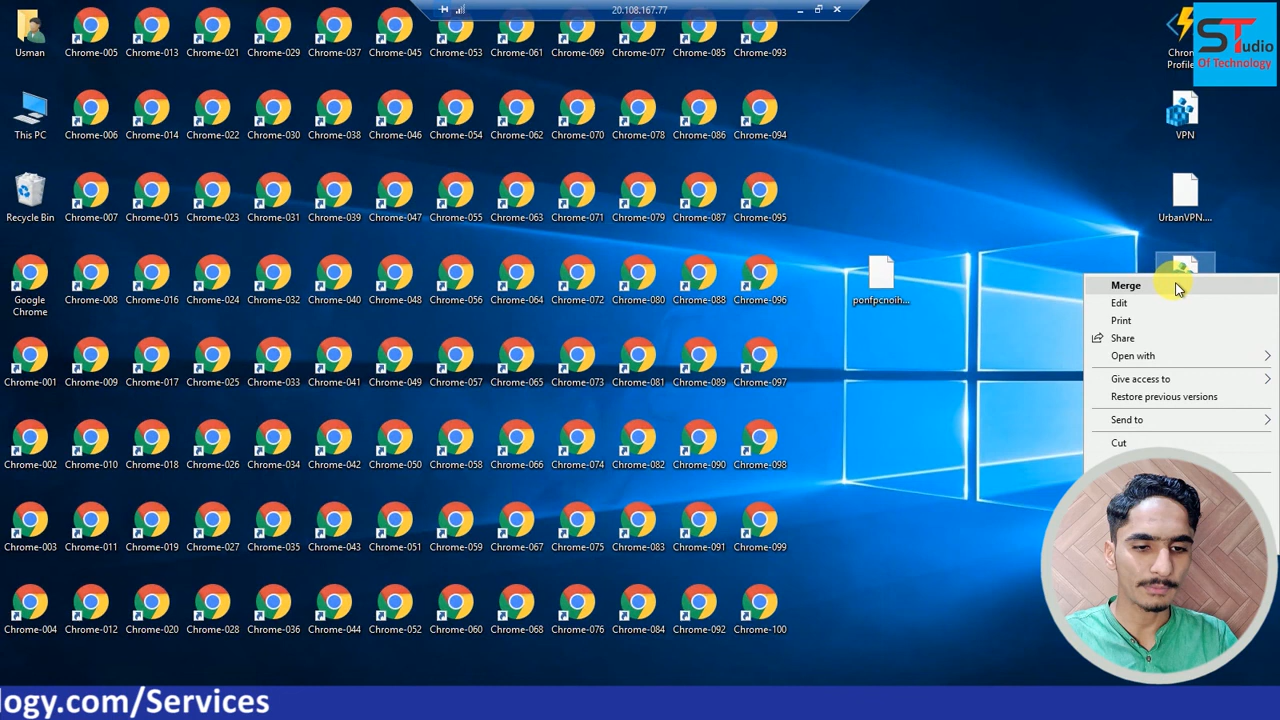 20.108.167.77
STudio
Of Technology
Usman
Chrome-005
Chrome-013
Chrome-021
Chrome-029
Chrome-037
Chrome-045
Chrome-053
Chrome-061
Chrome-069
Chrome-077
Chrome-085
Chrome-093
Chrom
Profile
This PC
Chrome-006
Chrome-014
Chrome-022
Chrome-030
Chrome-038
Chrome-046
Chrome-054
Chrome-062
Chrome-070
Chrome-078
Chrome-086
Chrome-094
VPN
Recycle Bin
Chrome-007
Chrome-015
Chrome-023
Chrome-031
Chrome-039
Chrome-047
Chrome-055
Chrome-063
Chrome-071
Chrome-079
Chrome-087
Chrome-095
UrbanVPN....
Google
Chrome
Chrome-008
Chrome-016
Chrome-024
Chrome-032
Chrome-040
Chrome-048
Chrome-056
Chrome-064
Chrome-072
Chrome-080
Chrome-088
Chrome-096
ponfpcnoih...
Chrome-001
Chrome-009
Chrome-017
Chrome-025
Chrome-033
Chrome-041
Chrome-049
Chrome-057
Chrome-065
Chrome-073
Chrome-081
Chrome-089
Chrome-097
Chrome-002
Chrome-010
Chrome-018
Chrome-026
Chrome-034
Chrome-042
Chrome-050
Chrome-058
Chrome-066
Chrome-074
Chrome-082
Chrome-090
Chrome-098
Chrome-003
Chrome-011
Chrome-019
Chrome-027
Chrome-035
Chrome-043
Chrome-051
Chrome-059
Chrome-067
Chrome-075
Chrome-083
Chrome-091
Chrome-099
Chrome-004
Chrome-012
Chrome-020
Chrome-028
Chrome-036
Chrome-044
Chrome-052
Chrome-060
Chrome-068
Chrome-076
Chrome-084
Chrome-092
Chrome-100
Merge
Edit
Print
Share
Open with
Give access to
Restore previous versions
Send to
Cut
logy.com/Services